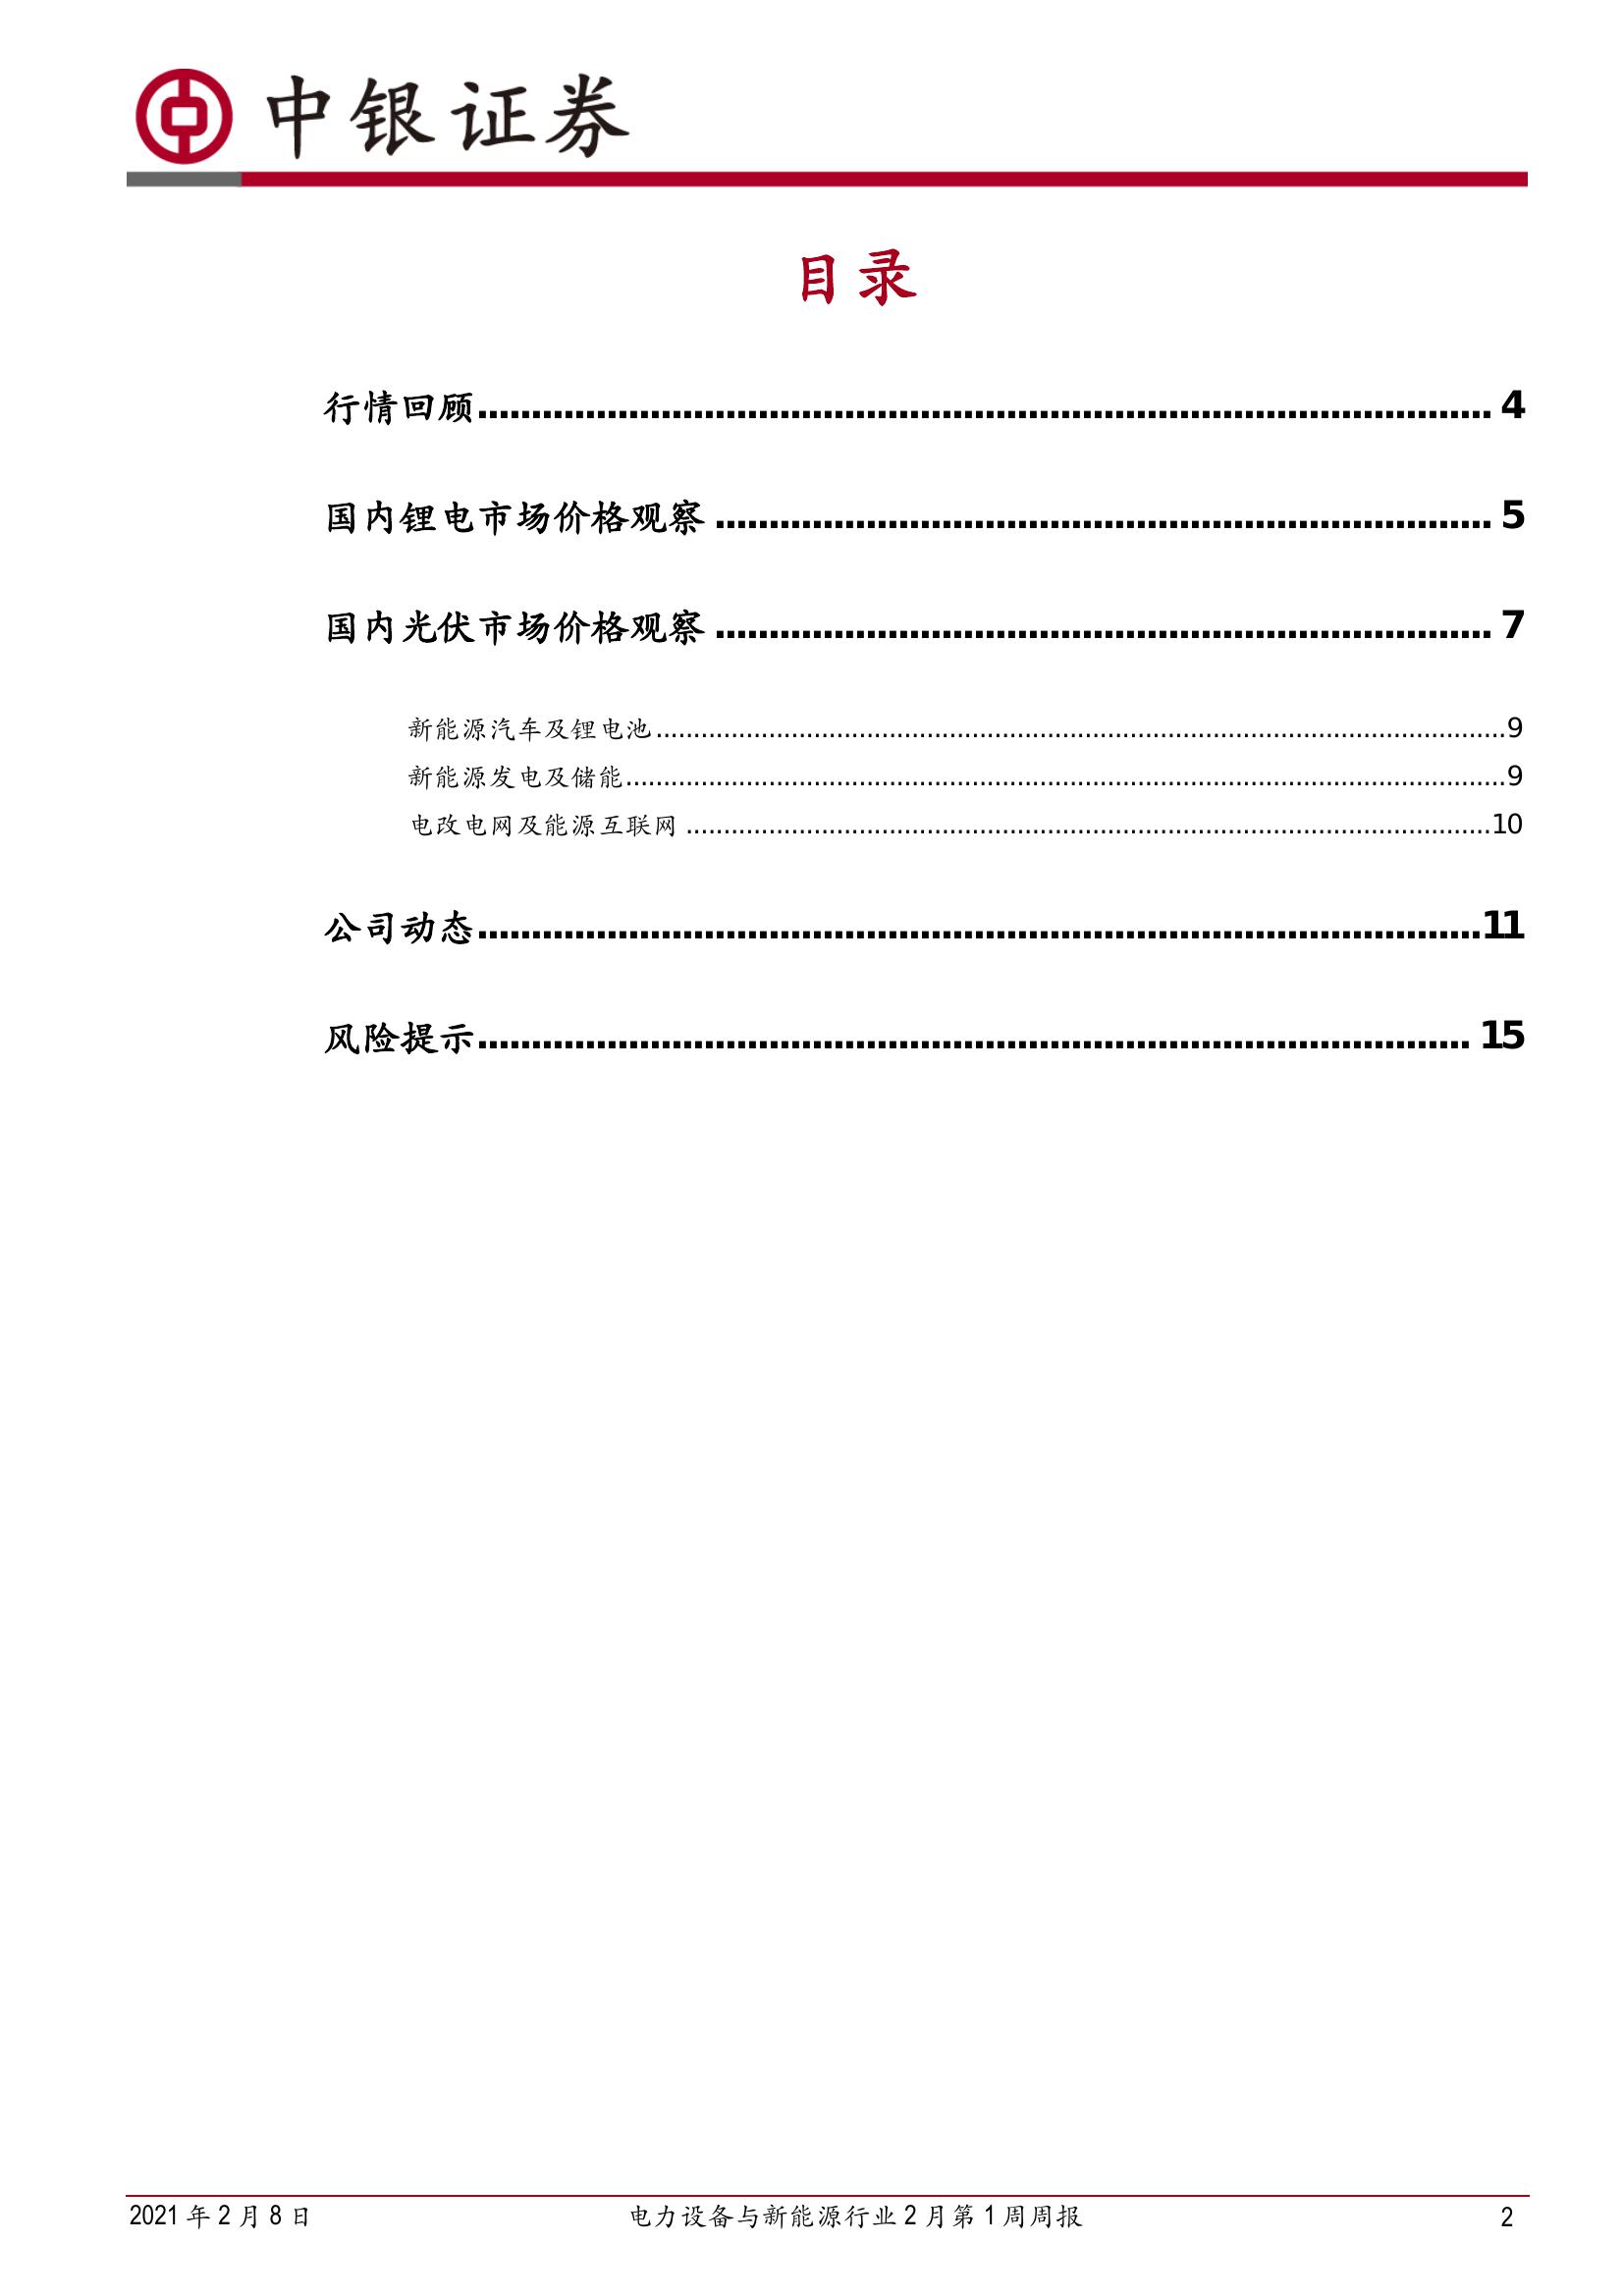 中银证券
目录
行情回顾 4
国内锂电市场价格观察 5
国内光伏市场价格观察 7
新能源汽车及锂电池 9
新能源发电及储能 9
电改电网及能源互联网 10
公司动态 11
风险提示 15
2021 年 2 月 8 日 电力设备与新能源行业 2 月第 1 周周报 2